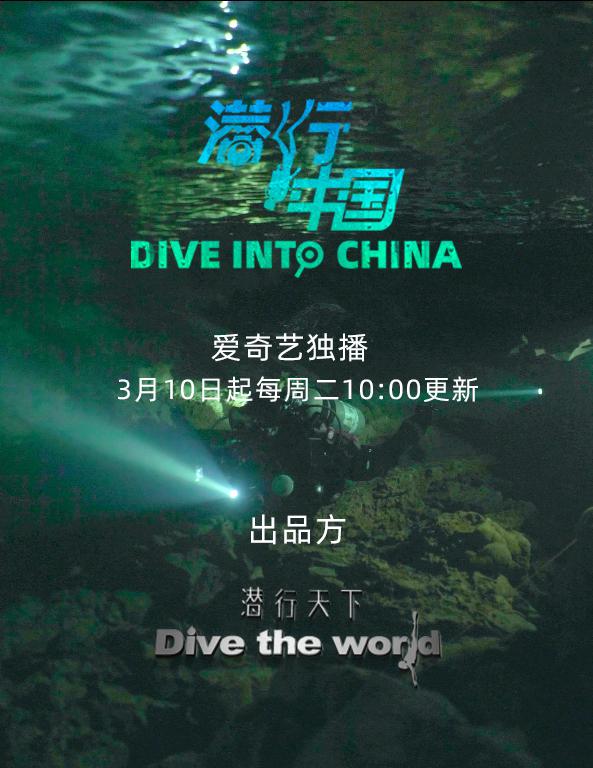 潜行
中国
DIVE INTO CHINA
爱奇艺独播
3月10日起每周二10:00更新
出品方
潜行天下
Dive the world